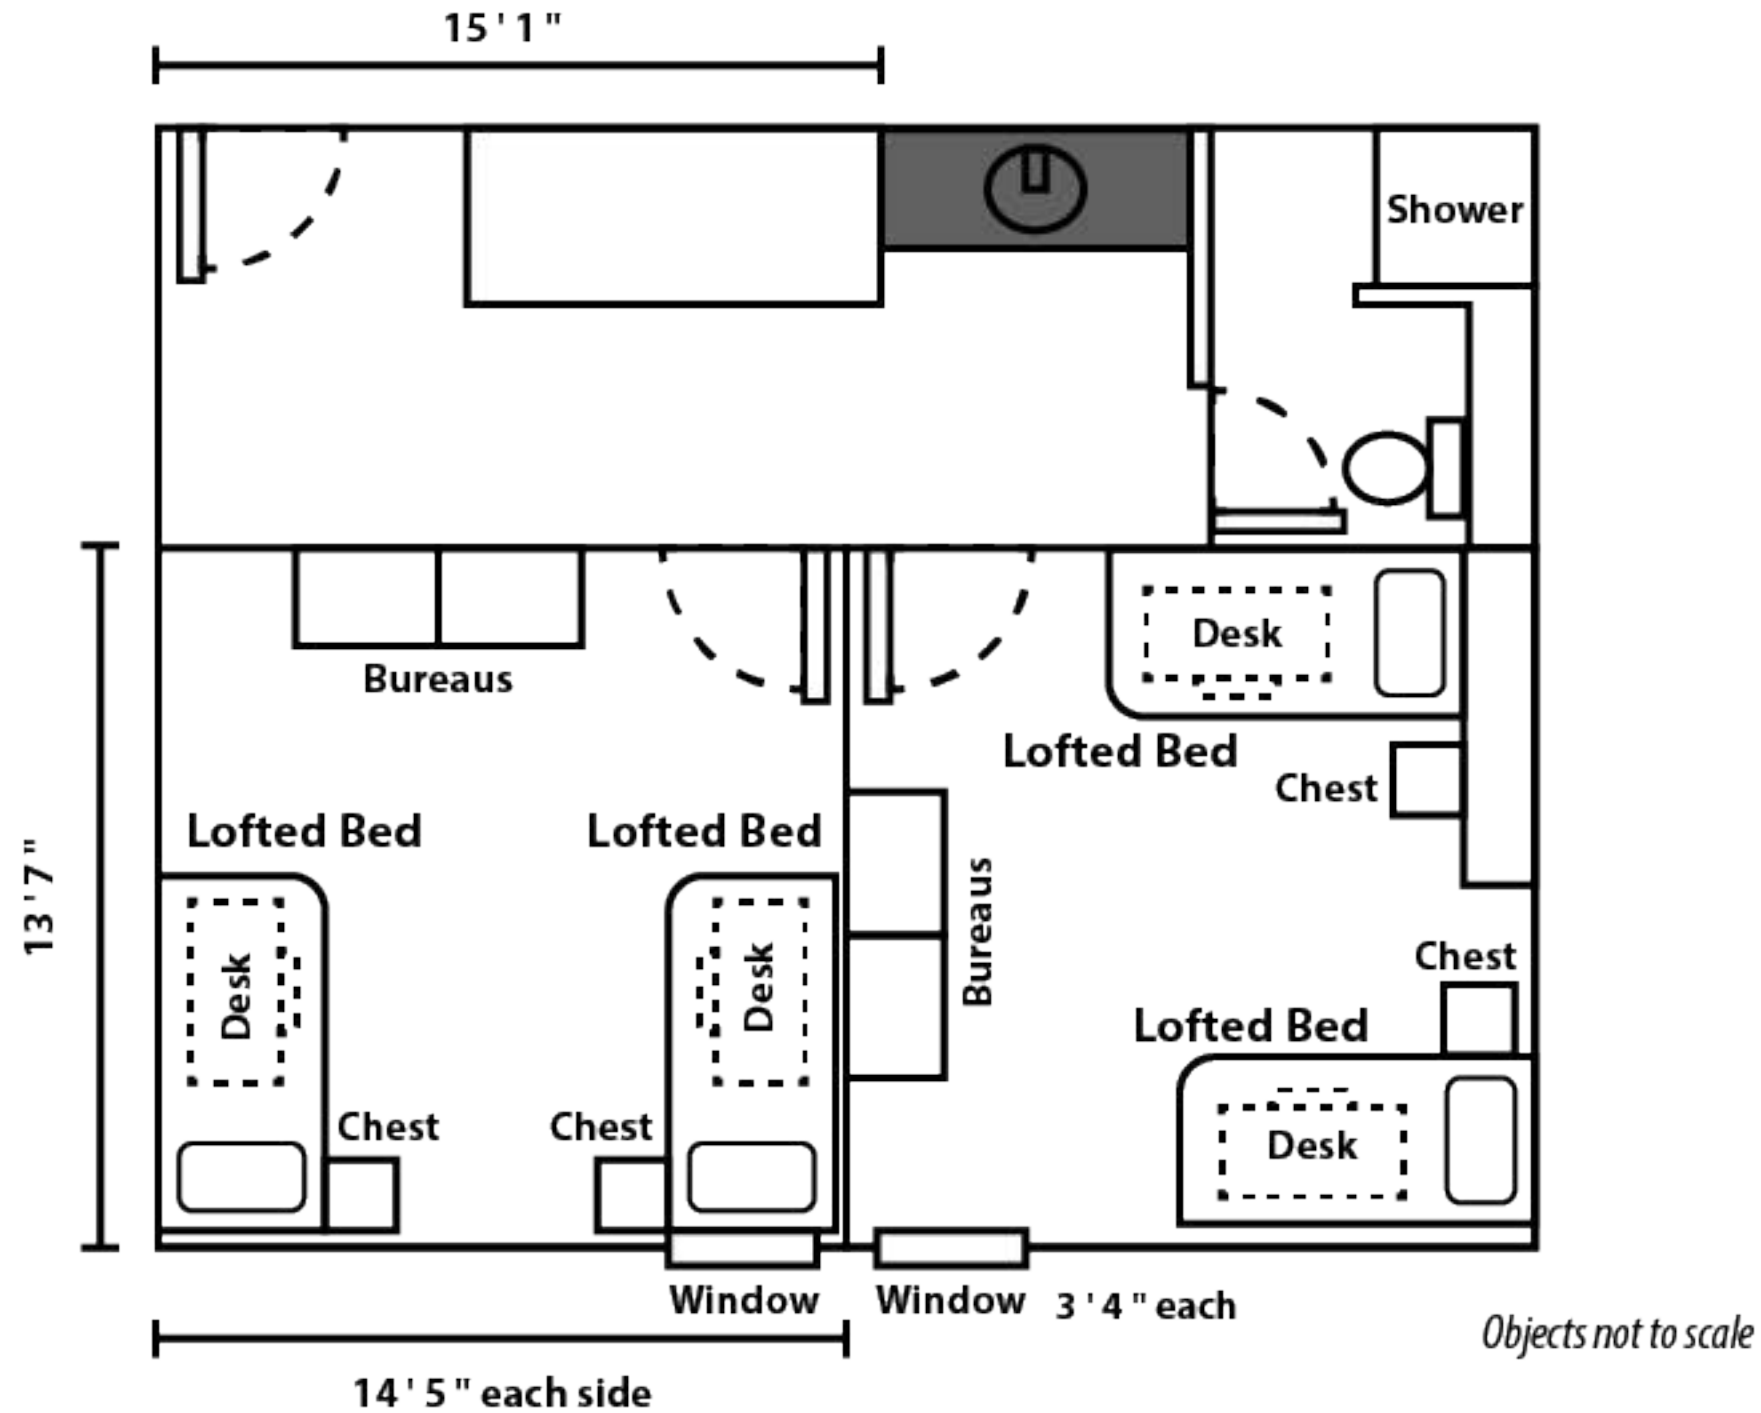 15 ' 1 "
Shower
Desk
Bureaus
Lofted Bed
Chest
Lofted Bed
Lofted Bed
13 ' 7 "
Bureaus
Chest
Desk
Desk
Lofted Bed
Chest
Chest
Desk
Window
Window
3 ' 4 " each
Objects not to scale
14 ' 5 " each side